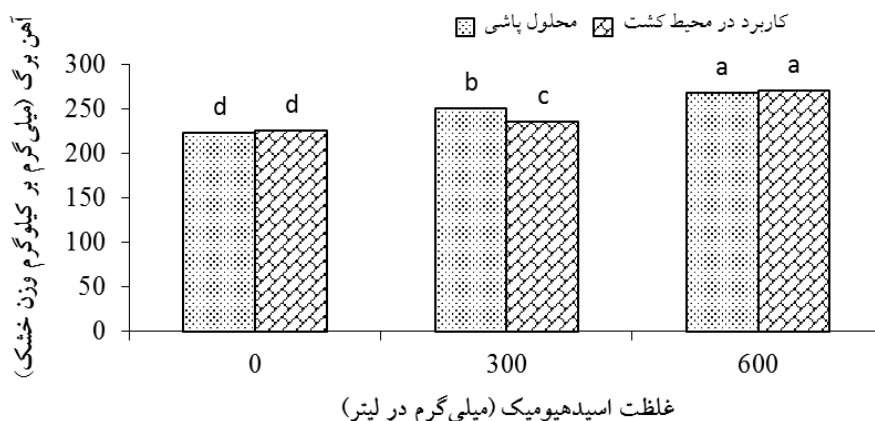 محلول پاشی کاربرد در محیط کشت
آهن برگ (میلی‌گرم بر کیلوگرم وزن خشک)
300
250
200
150
100
50
0
d d b c a a
0 300 600
غلظت اسیدهیومیک (میلی‌گرم در لیتر)